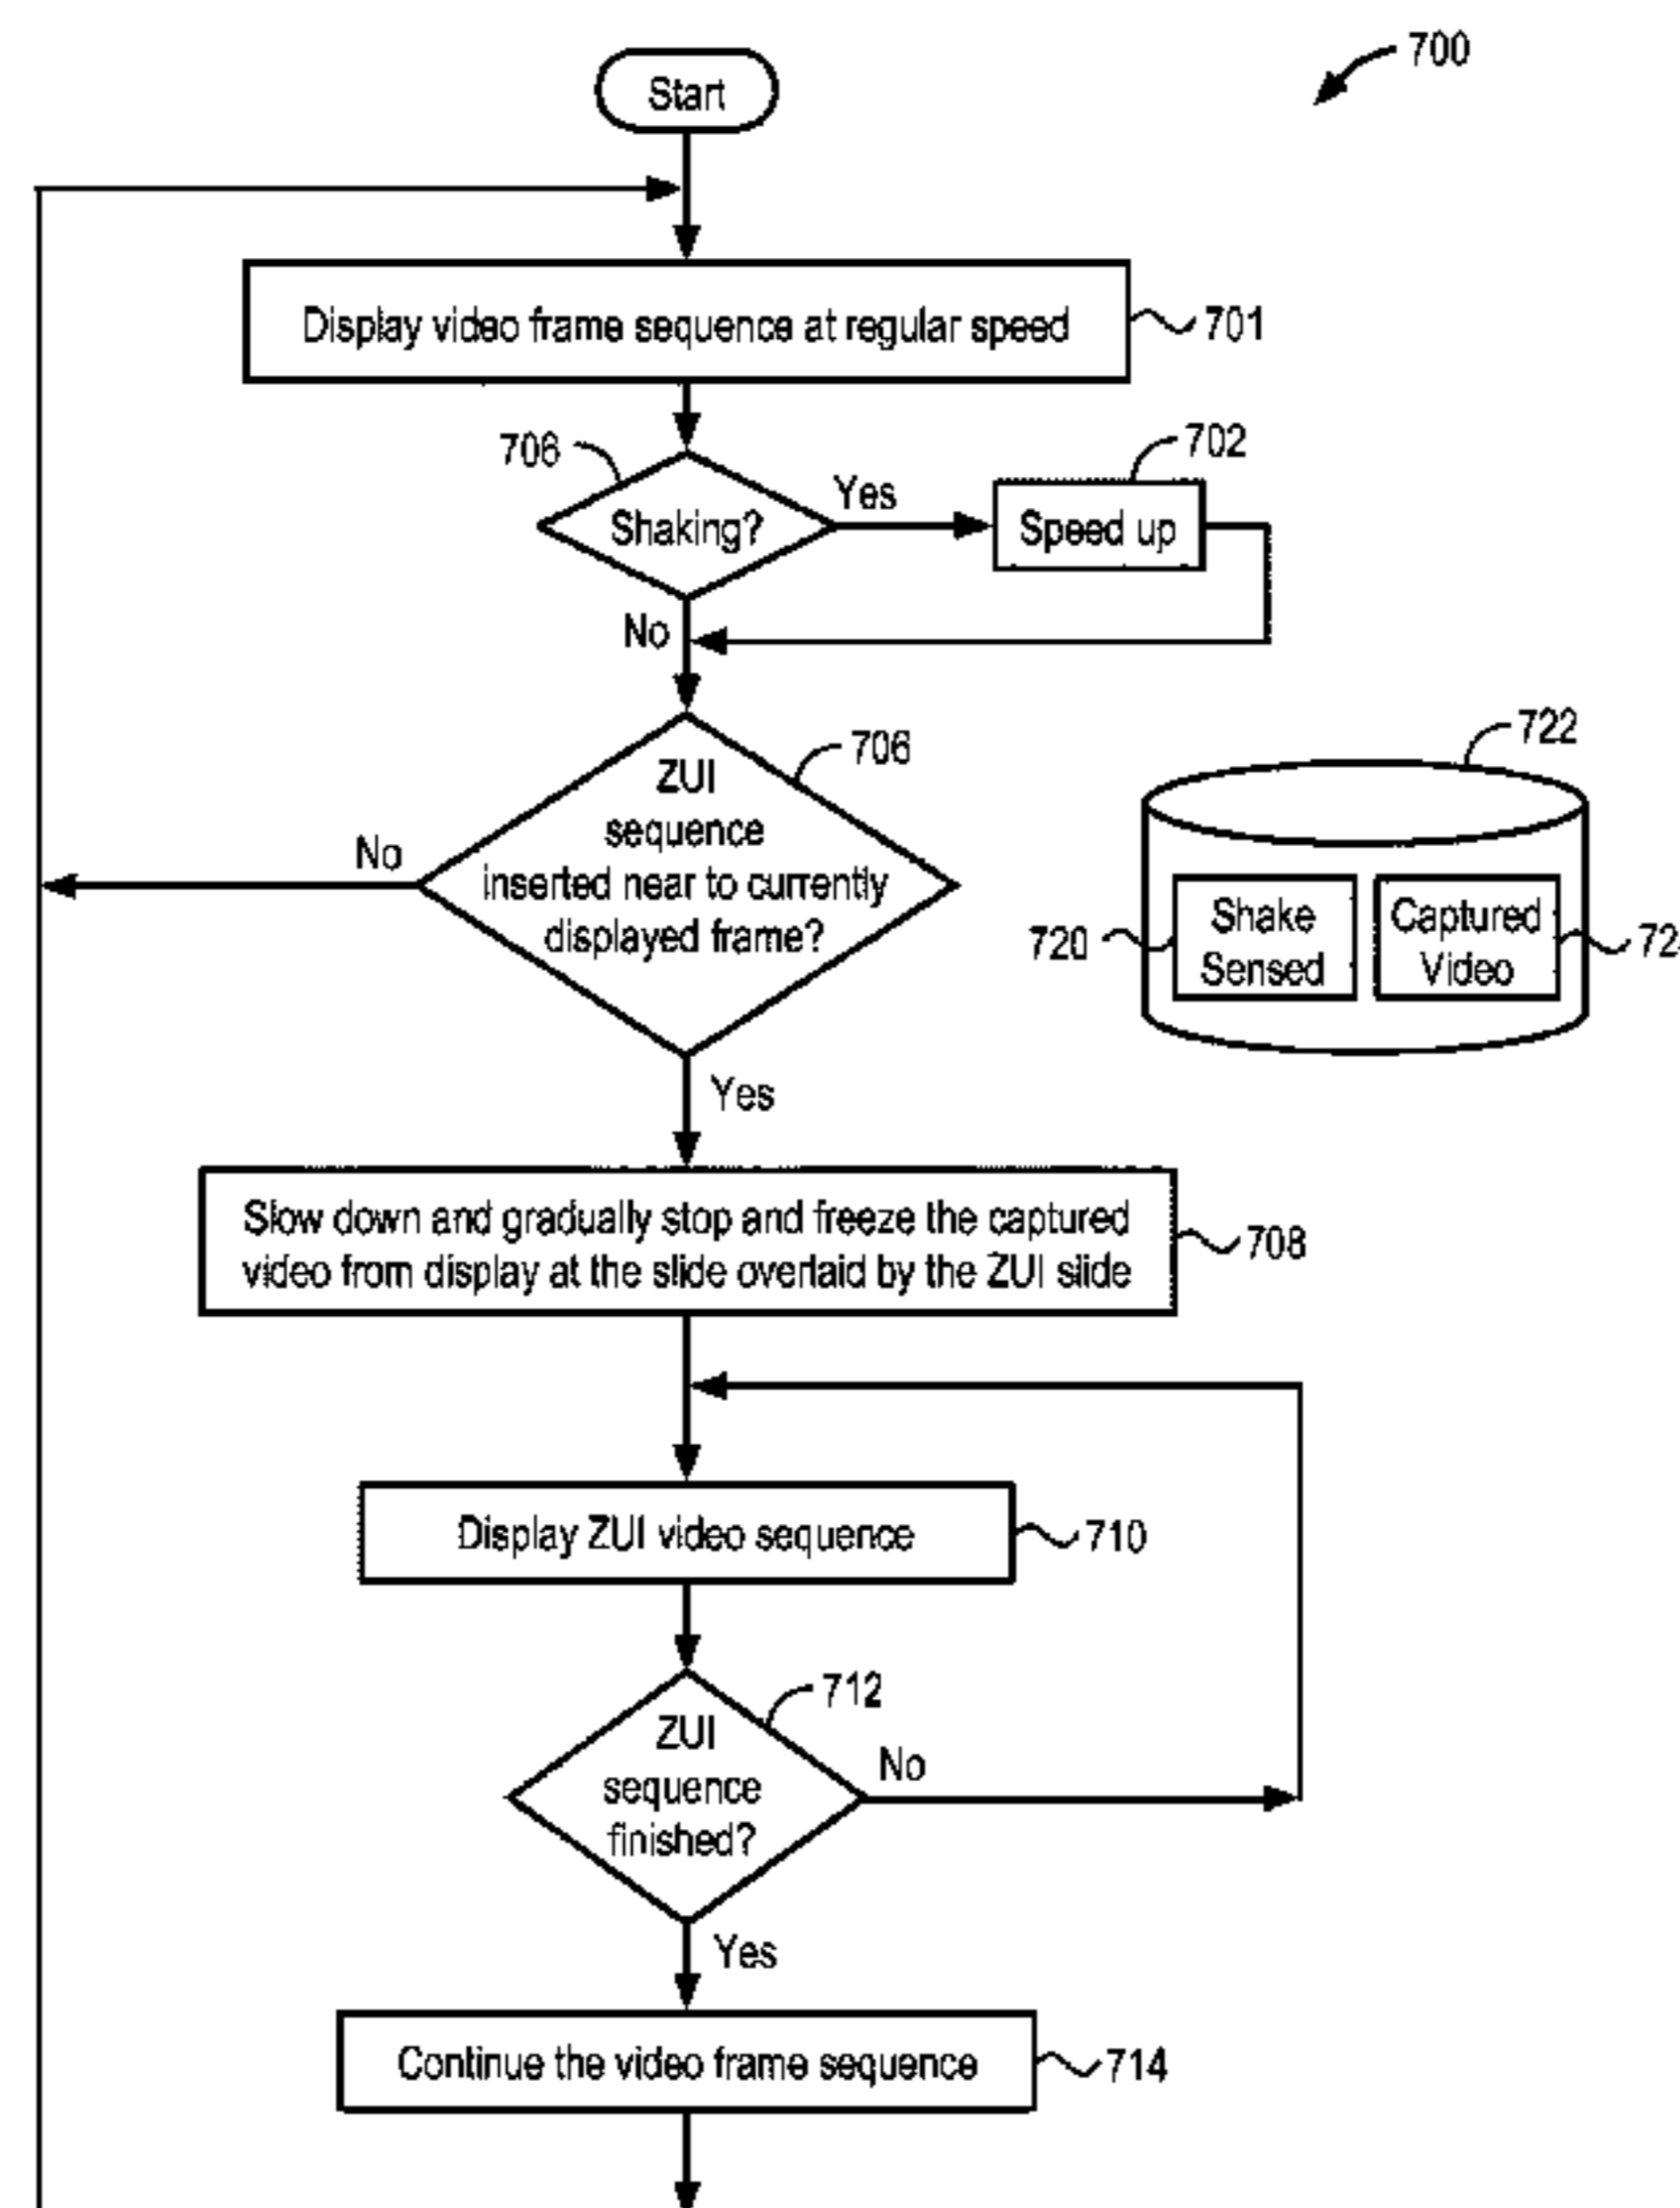 700
Start
Display video frame sequence at regular speed
701
706
Shaking?
Yes
702
Speed up
No
ZUI
sequence
inserted near to currently
displayed frame?
706
No
Yes
722
720
Shake
Sensed
Captured
Video
72
Slow down and gradually stop and freeze the captured
video from display at the slide overlaid by the ZUI slide
708
Display ZUI video sequence
710
ZUI
sequence
finished?
712
No
Yes
Continue the video frame sequence
714